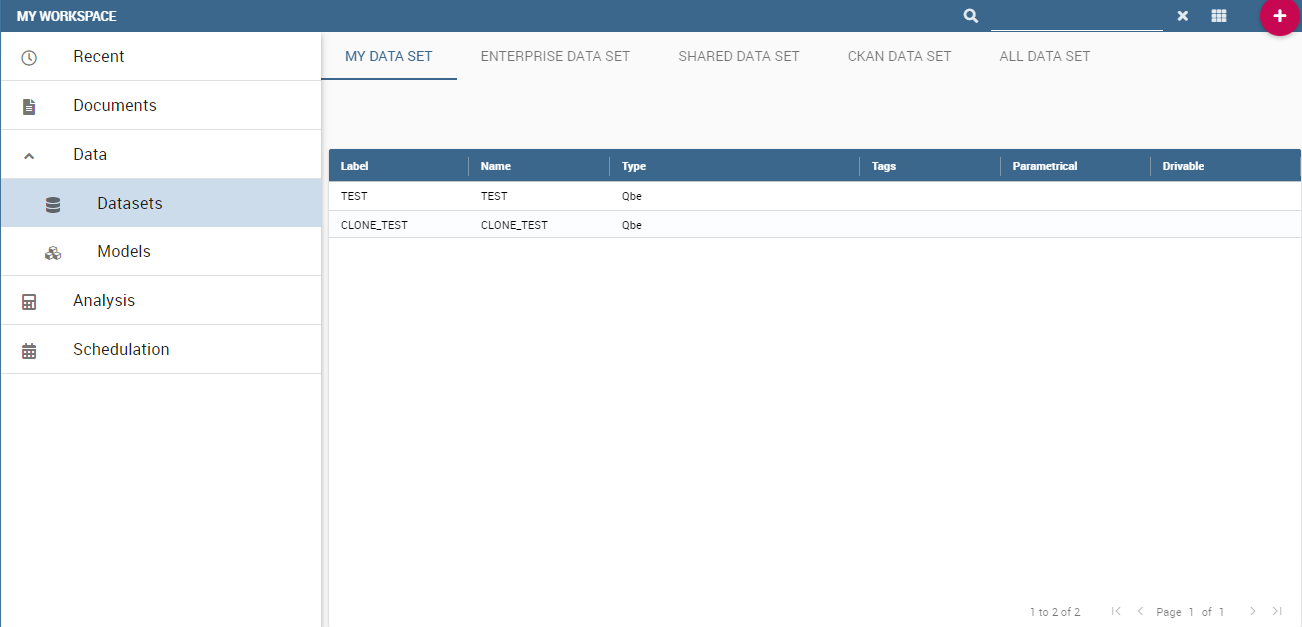 MY WORKSPACE
Recent
Documents
Data
Datasets
Models
Analysis
Schedulation
MY DATA SET ENTERPRISE DATA SET SHARED DATA SET CKAN DATA SET ALL DATA SET
Label Name Type Tags Parametrical Drivable
TEST TEST Qbe
CLONE_TEST CLONE_TEST Qbe
1 to 2 of 2 Page 1 of 1